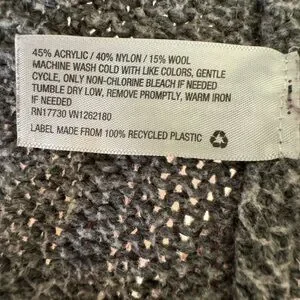 45% ACRYLIC / 40% NYLON / 15% WOOL
MACHINE WASH COLD WITH LIKE COLORS, GENTLE
CYCLE, ONLY NON-CHLORINE BLEACH IF NEEDED
TUMBLE DRY LOW, REMOVE PROMPTLY, WARM IRON
IF NEEDED
RN17730 VN1262180
LABEL MADE FROM 100% RECYCLED PLASTIC